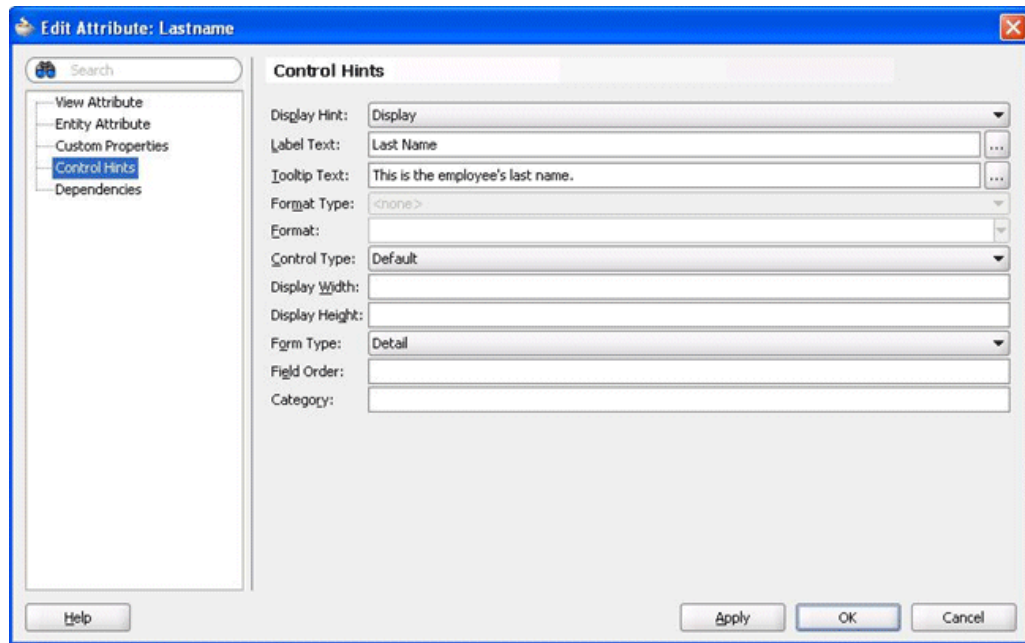 Edit Attribute: Lastname
Search
View Attribute
Entity Attribute
Custom Properties
Control Hints
Dependencies
Control Hints
Display Hint: Display
Label Text: Last Name ...
Tooltip Text: This is the employee's last name. ...
Format Type: <none>
Format:
Control Type: Default
Display Width:
Display Height:
Form Type: Detail
Field Order:
Category:
Help Apply OK Cancel